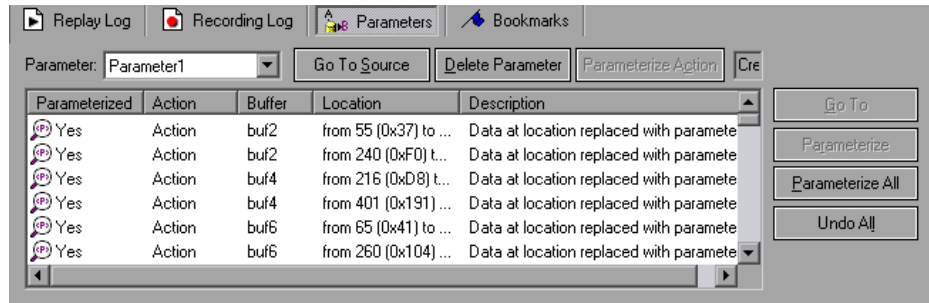 Replay Log Recording Log A B Parameters Bookmarks
Parameter: Parameter1 Go To Source Delete Parameter Parameterize Action Cre
Parameterized Action Buffer Location Description Go To
<P> Yes Action buf2 from 55 (0x37) to ... Data at location replaced with paramete
<P> Yes Action buf2 from 240 (0xF0) t... Data at location replaced with paramete Parameterize
<P> Yes Action buf4 from 216 (0xD8) t... Data at location replaced with paramete
<P> Yes Action buf4 from 401 (0x191) ... Data at location replaced with paramete Parameterize All
<P> Yes Action buf6 from 65 (0x41) to ... Data at location replaced with paramete Undo All
<P> Yes Action buf6 from 260 (0x104) ... Data at location replaced with paramete